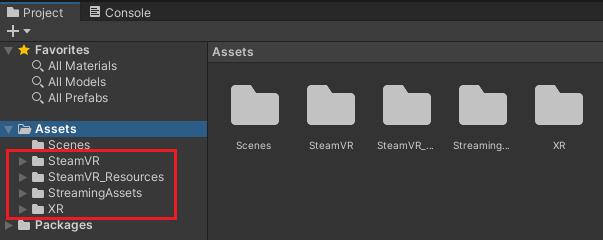 Project
Console
Favorites
All Materials
All Models
All Prefabs
Assets
Scenes
SteamVR
SteamVR_Resources
StreamingAssets
XR
Packages
Assets
Scenes
SteamVR
SteamVR_...
Streaming...
XR